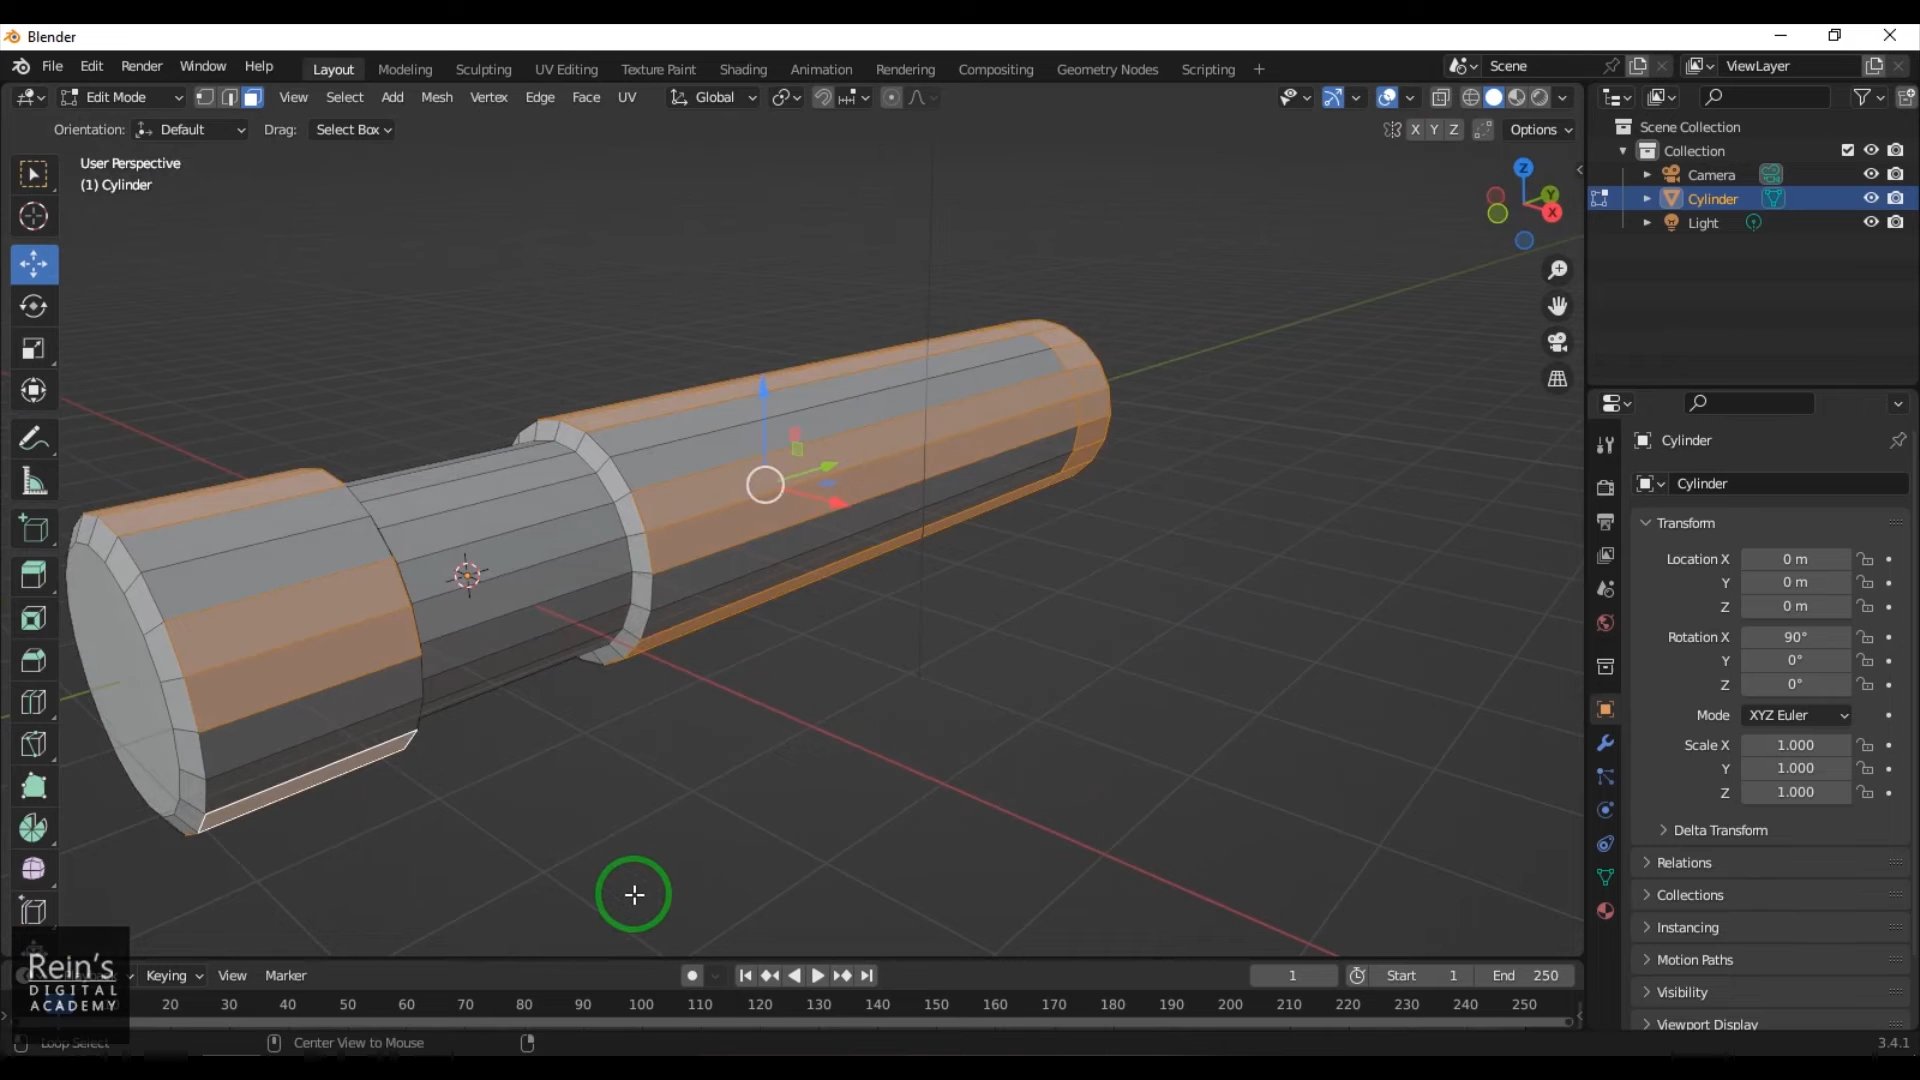 Blender
File Edit Render Window Help Layout Modeling Sculpting UV Editing Texture Paint Shading Animation Rendering Compositing Geometry Nodes Scripting + Scene ViewLayer
Edit Mode View Select Add Mesh Vertex Edge Face UV Global
Orientation: Default Drag: Select Box X Y Z Options
User Perspective
(1) Cylinder
Z
Y
X
Scene Collection
Collection
Camera
Cylinder
Light
Cylinder
Cylinder
Transform
Location X 0 m
Y 0 m
Z 0 m
Rotation X 90°
Y 0°
Z 0°
Mode XYZ Euler
Scale X 1.000
Y 1.000
Z 1.000
Delta Transform
Relations
Collections
Instancing
Motion Paths
Visibility
Viewport Display
Rein's
DIGITAL
ACADEMY
Keying View Marker 1 Start 1 End 250
20 30 40 50 60 70 80 90 100 110 120 130 140 150 160 170 180 190 200 210 220 230 240 250
Loop Select Center View to Mouse 3.4.1